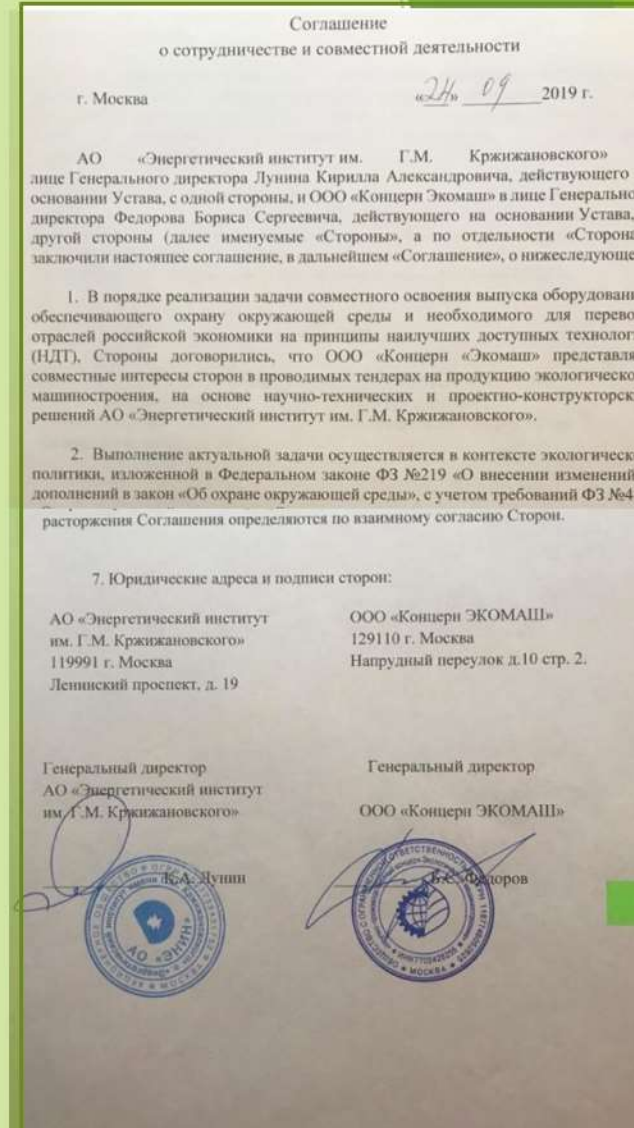 Соглашение
о сотрудничестве и совместной деятельности
г. Москва «24» 09 2019 г.
АО «Энергетический институт им. Г.М. Кржижановского»
лице Генерального директора Лунина Кирилла Александровича, действующего
основании Устава, с одной стороны, и ООО «Концерн Экомаш» в лице Генерально
директора Федорова Бориса Сергеевича, действующего на основании Устава,
другой стороны (далее именуемые «Стороны», а по отдельности «Сторона
заключили настоящее соглашение, в дальнейшем «Соглашение», о нижеследующе
1. В порядке реализации задачи совместного освоения выпуска оборудовани
обеспечивающего охрану окружающей среды и необходимого для перево
отраслей российской экономики на принципы наилучших доступных технолог
(НДТ), Стороны договорились, что ООО «Концерн «Экомаш» представля
совместные интересы сторон в проводимых тендерах на продукцию экологическо
машиностроения, на основе научно-технических и проектно-конструкторск
решений АО «Энергетический институт им. Г.М. Кржижановского».
2. Выполнение актуальной задачи осуществляется в контексте экологическ
политики, изложенной в Федеральном законе ФЗ №219 «О внесении изменений
дополнений в закон «Об охране окружающей среды», с учетом требований ФЗ №4
расторжения Соглашения определяются по взаимному согласию Сторон.
7. Юридические адреса и подписи сторон:
АО «Энергетический институт ООО «Концерн ЭКОМАШ»
им. Г.М. Кржижановского» 129110 г. Москва
119991 г. Москва Напрудный переулок д.10 стр. 2.
Ленинский проспект, д. 19
Генеральный директор Генеральный директор
АО «Энергетический институт
им. Г.М. Кржижановского» ООО «Концерн ЭКОМАШ»
К.А. Лунин Б.С. Федоров
АО «ЭНИН»
ОБЩЕСТВО С ОГРАНИЧЕННОЙ ОТВЕТСТВЕННОСТЬЮ
МОСКВА